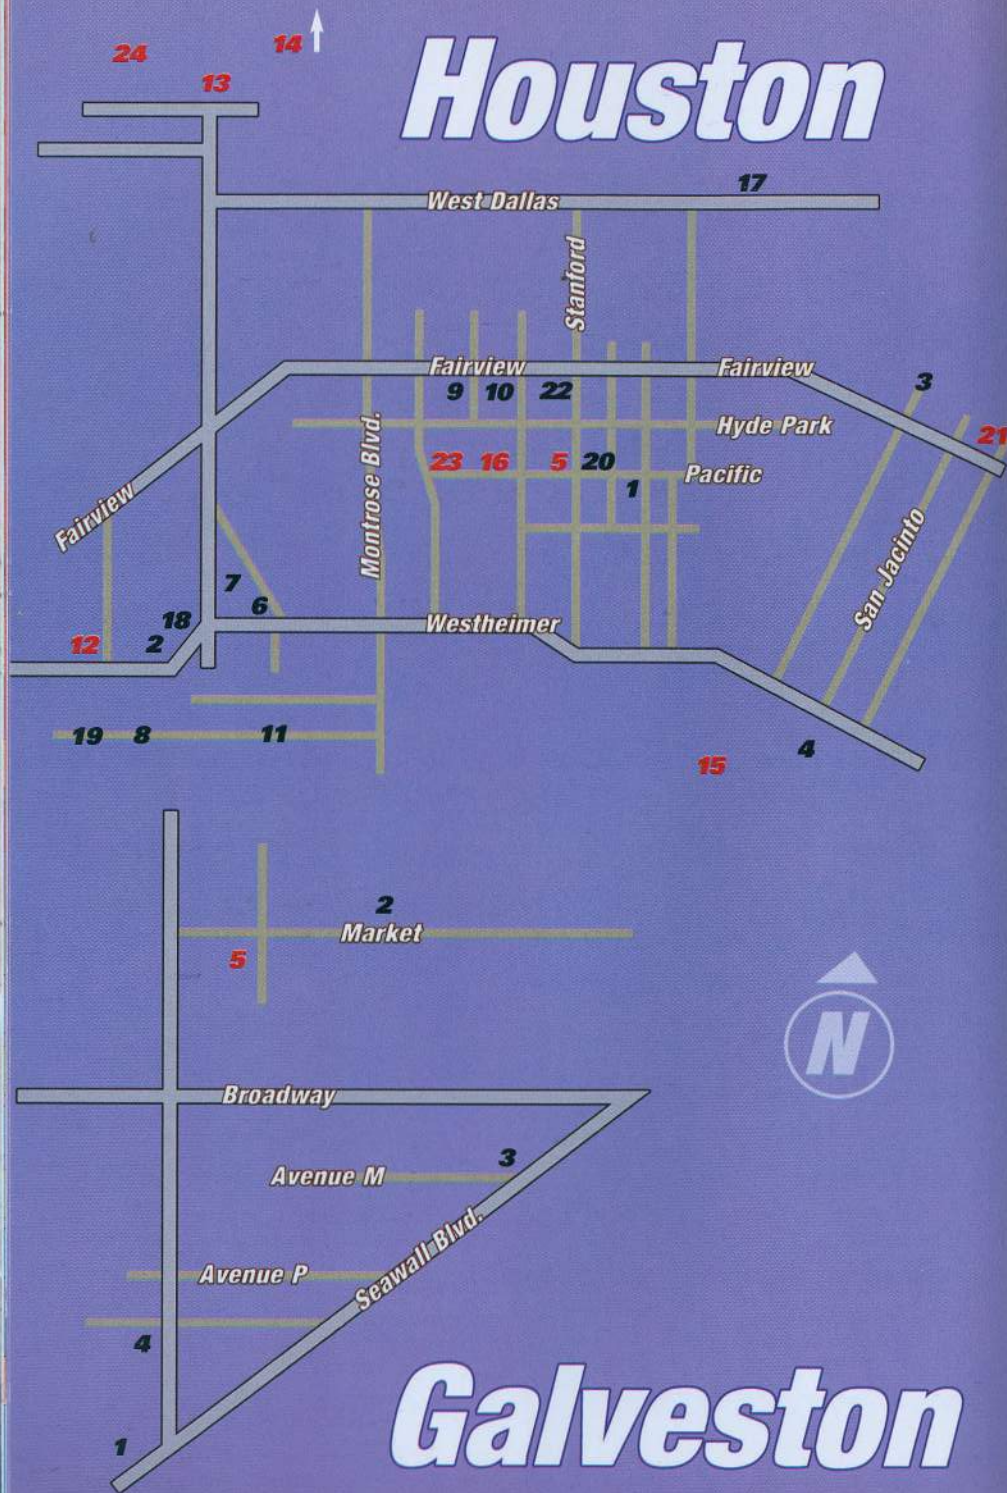 Houston
24
14
13
17
West Dallas
Stanford
Fairview
Fairview
3
9 10 22
Hyde Park
21
23 16 5 20
Pacific
1
Montrose Blvd.
Fairview
San Jacinto
7
6
18
Westheimer
12
2
19 8 11
4
15
2
Market
5
N
Broadway
3
Avenue M
Seawall Blvd.
Avenue P
4
Galveston
1